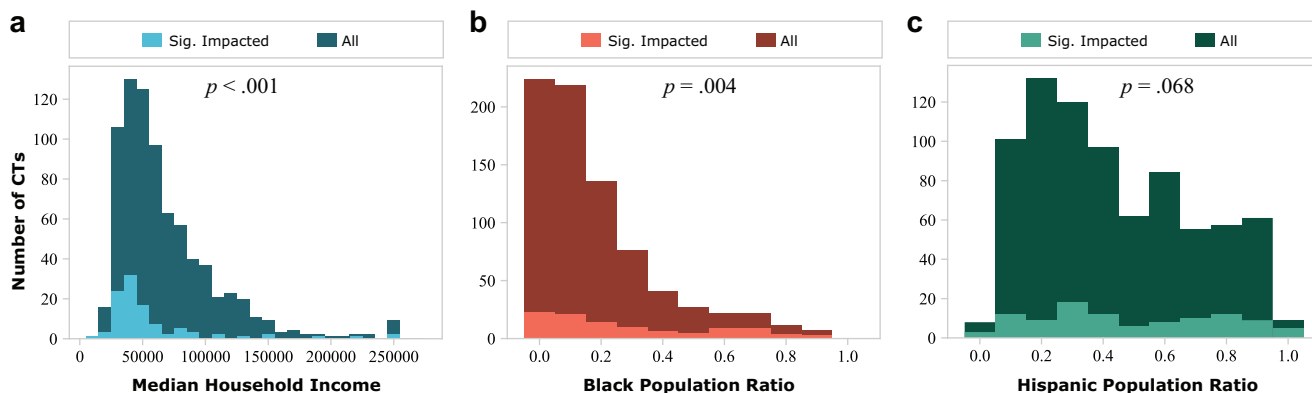 a
Sig. Impacted All
p < .001
Number of CTs
120
100
80
60
40
20
0
0 50000 100000 150000 200000 250000
Median Household Income
b
Sig. Impacted All
p = .004
200
150
100
50
0
0.0 0.2 0.4 0.6 0.8 1.0
Black Population Ratio
c
Sig. Impacted All
p = .068
120
100
80
60
40
20
0
0.0 0.2 0.4 0.6 0.8 1.0
Hispanic Population Ratio